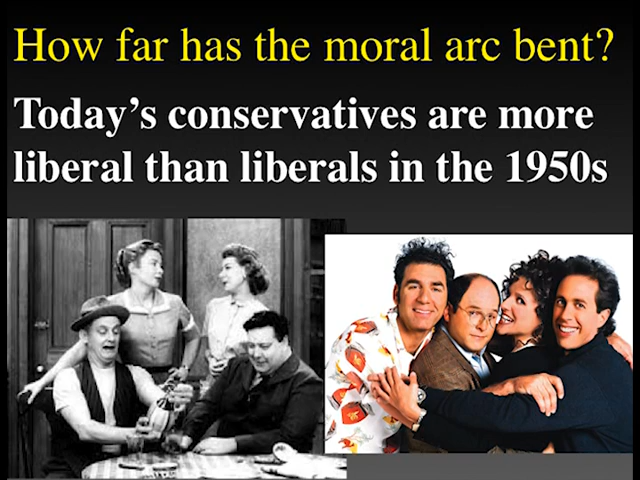 How far has the moral arc bent?
Today's conservatives are more
liberal than liberals in the 1950s